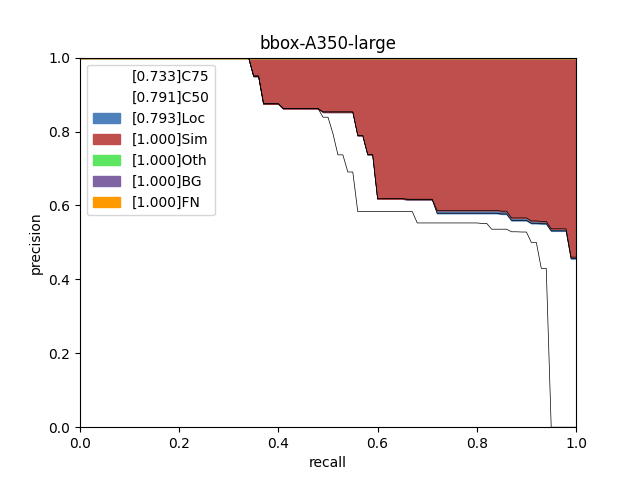 bbox-A350-large
1.0
0.8
0.6
0.4
0.2
0.0
precision
[0.733]C75
[0.791]C50
[0.793]Loc
[1.000]Sim
[1.000]Oth
[1.000]BG
[1.000]FN
0.0 0.2 0.4 0.6 0.8 1.0
recall